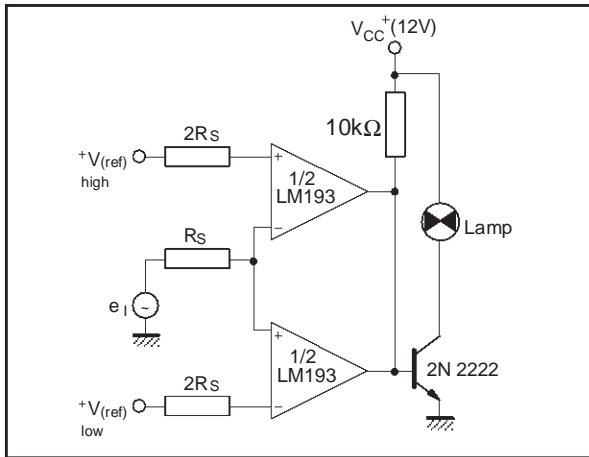 VCC+(12V)
10kΩ
2RS
+V(ref)
high
+
1/2
LM193
−
RS
Lamp
eI
~
+
1/2
LM193
−
2RS
+V(ref)
low
2N 2222